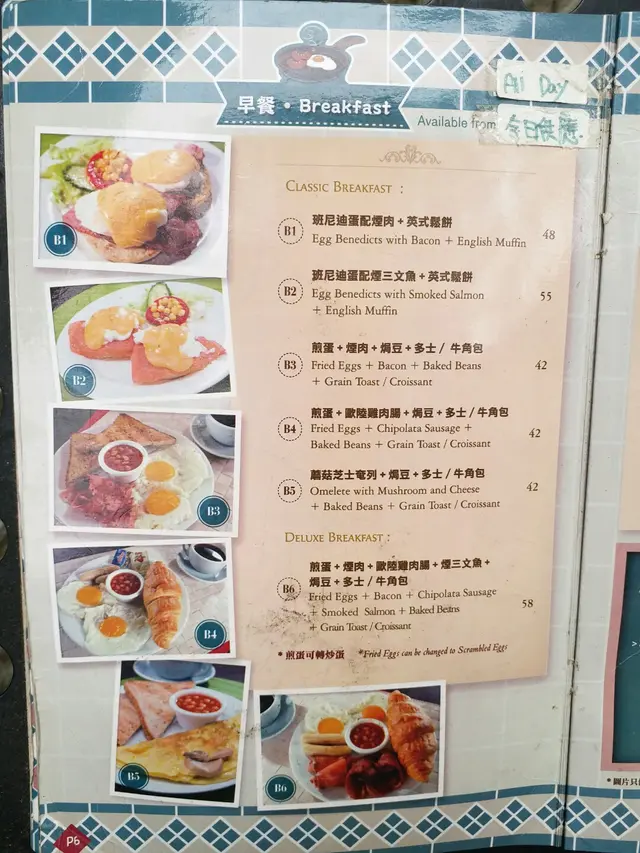 早餐 • Breakfast
Available from
All Day
今日供應
CLASSIC BREAKFAST :
B1
班尼迪蛋配煙肉 + 英式鬆餅
Egg Benedicts with Bacon + English Muffin
48
B2
班尼迪蛋配煙三文魚 + 英式鬆餅
Egg Benedicts with Smoked Salmon
+ English Muffin
55
B3
煎蛋 + 煙肉 + 焗豆 + 多士 / 牛角包
Fried Eggs + Bacon + Baked Beans
+ Grain Toast / Croissant
42
B4
煎蛋 + 歐陸雞肉腸 + 焗豆 + 多士 / 牛角包
Fried Eggs + Chipolata Sausage +
Baked Beans + Grain Toast / Croissant
42
B5
蘑菇芝士奄列 + 焗豆 + 多士 / 牛角包
Omelete with Mushroom and Cheese
+ Baked Beans + Grain Toast / Croissant
42
DELUXE BREAKFAST :
B6
煎蛋 + 煙肉 + 歐陸雞肉腸 + 煙三文魚 +
焗豆 + 多士 / 牛角包
Fried Eggs + Bacon + Chipolata Sausage
+ Smoked Salmon + Baked Beans
+ Grain Toast / Croissant
58
* 煎蛋可轉炒蛋 *Fried Eggs can be changed to Scrambled Eggs
B1
B2
B3
B4
B5
B6
P6
* 圖片只